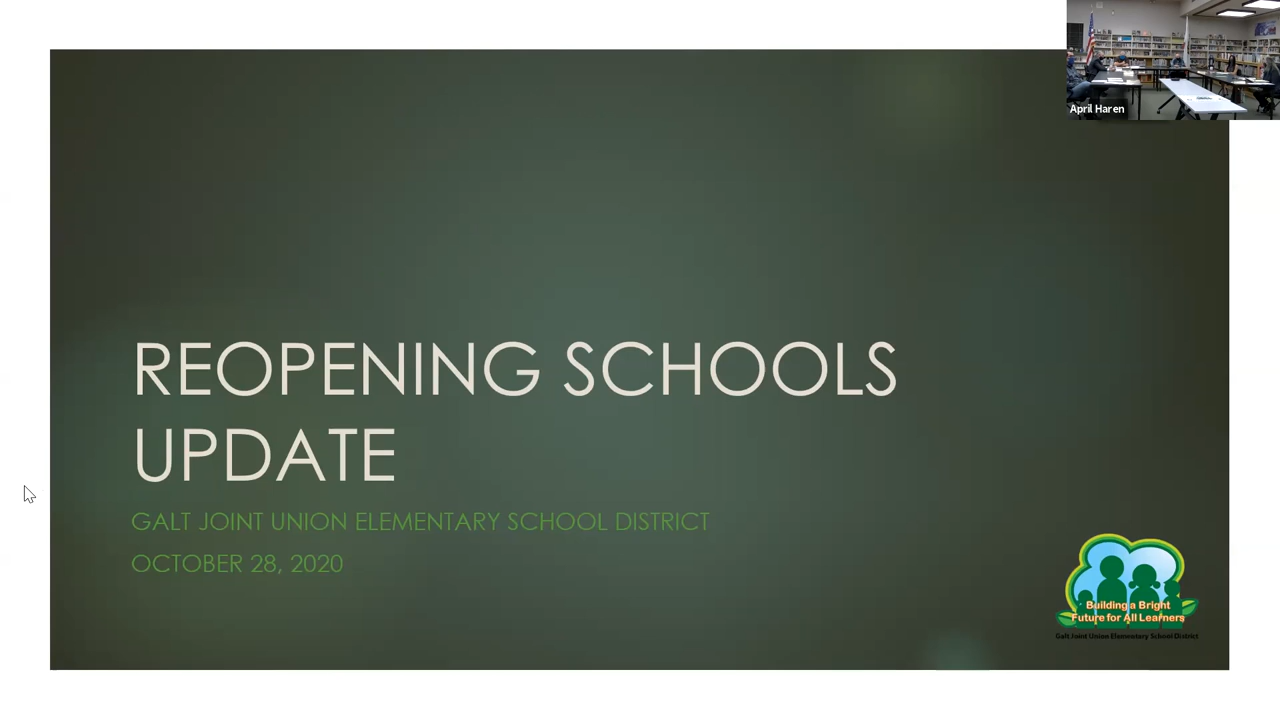 April Haren
REOPENING SCHOOLS
UPDATE
GALT JOINT UNION ELEMENTARY SCHOOL DISTRICT
OCTOBER 28, 2020
Building a Bright
Future for All Learners
Galt Joint Union Elementary School District